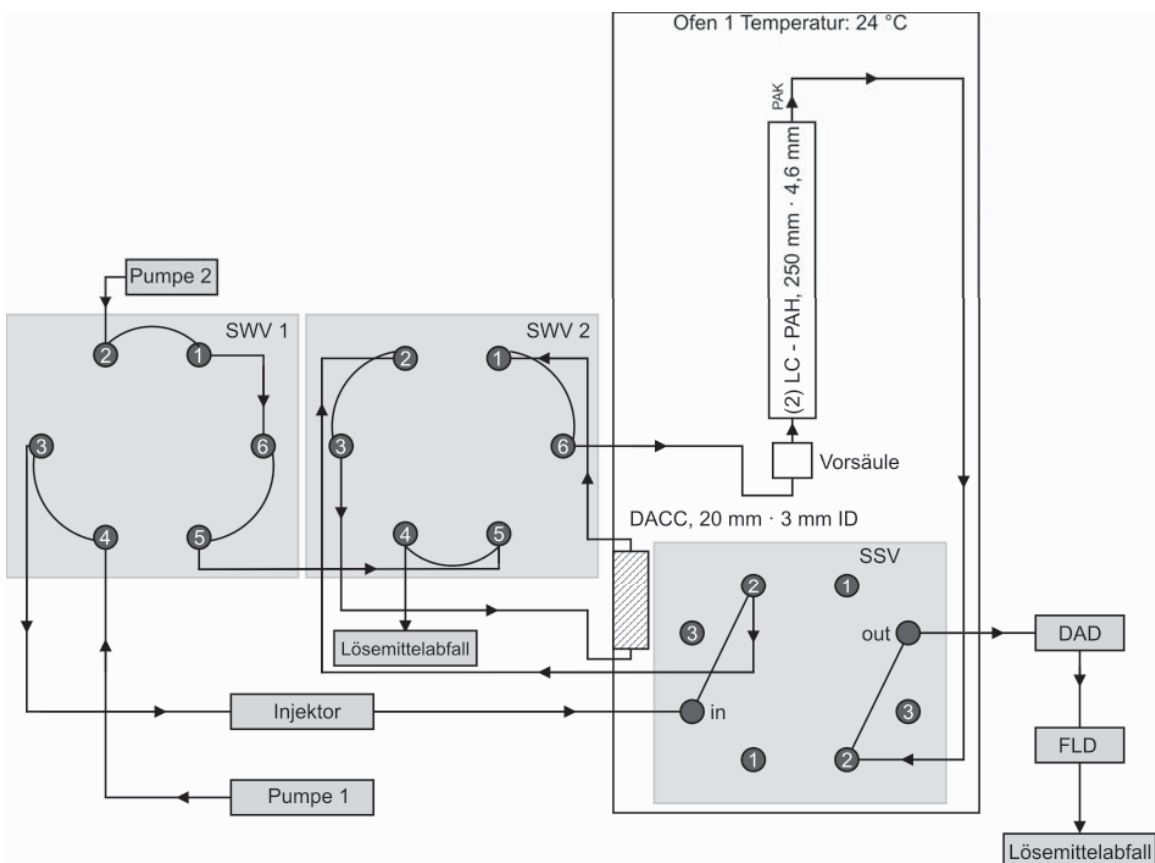 Ofen 1 Temperatur: 24 °C
PAK
(2) LC - PAH, 250 mm · 4,6 mm
Pumpe 2
SWV 1
SWV 2
2
1
2
1
3
6
3
6
Vorsäule
4
5
4
5
DACC, 20 mm · 3 mm ID
SSV
2
1
3
out
DAD
Lösemittelabfall
Injektor
in
3
FLD
1
2
Pumpe 1
Lösemittelabfall